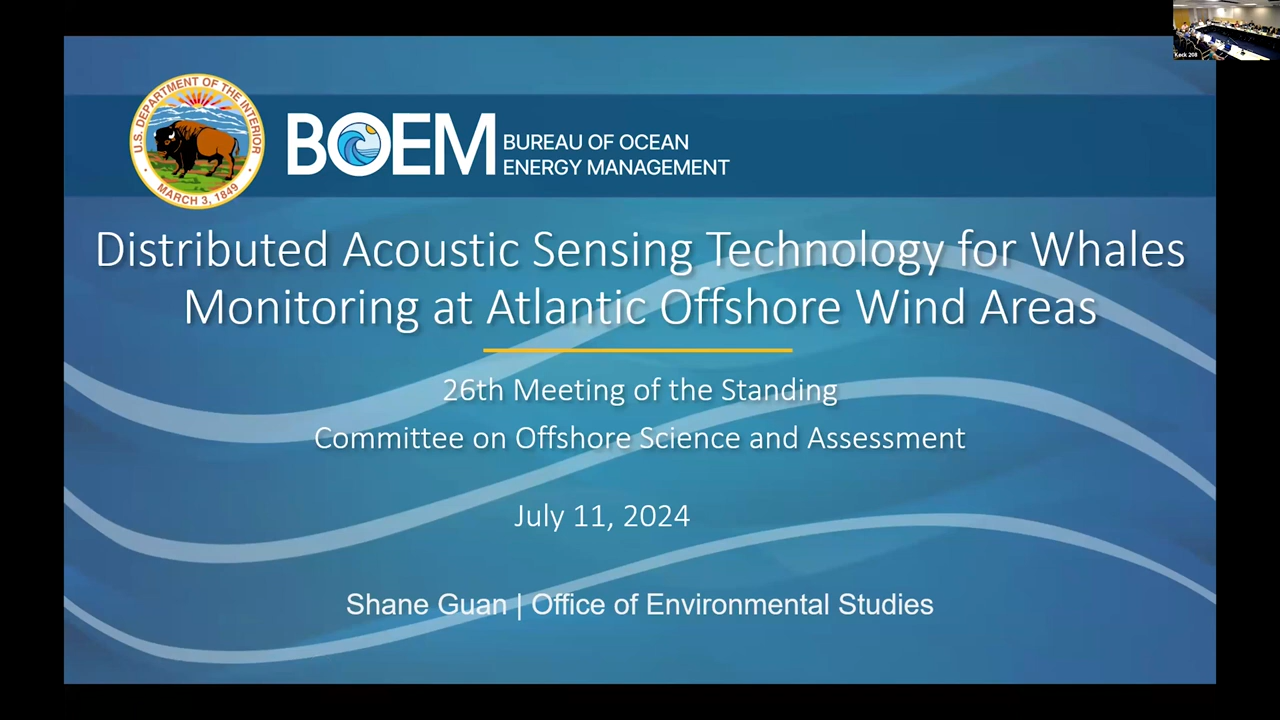 U.S. DEPARTMENT OF THE INTERIOR
MARCH 3, 1849
BOEM
BUREAU OF OCEAN
ENERGY MANAGEMENT
Distributed Acoustic Sensing Technology for Whales
Monitoring at Atlantic Offshore Wind Areas
26th Meeting of the Standing
Committee on Offshore Science and Assessment
July 11, 2024
Shane Guan | Office of Environmental Studies
Keck 208